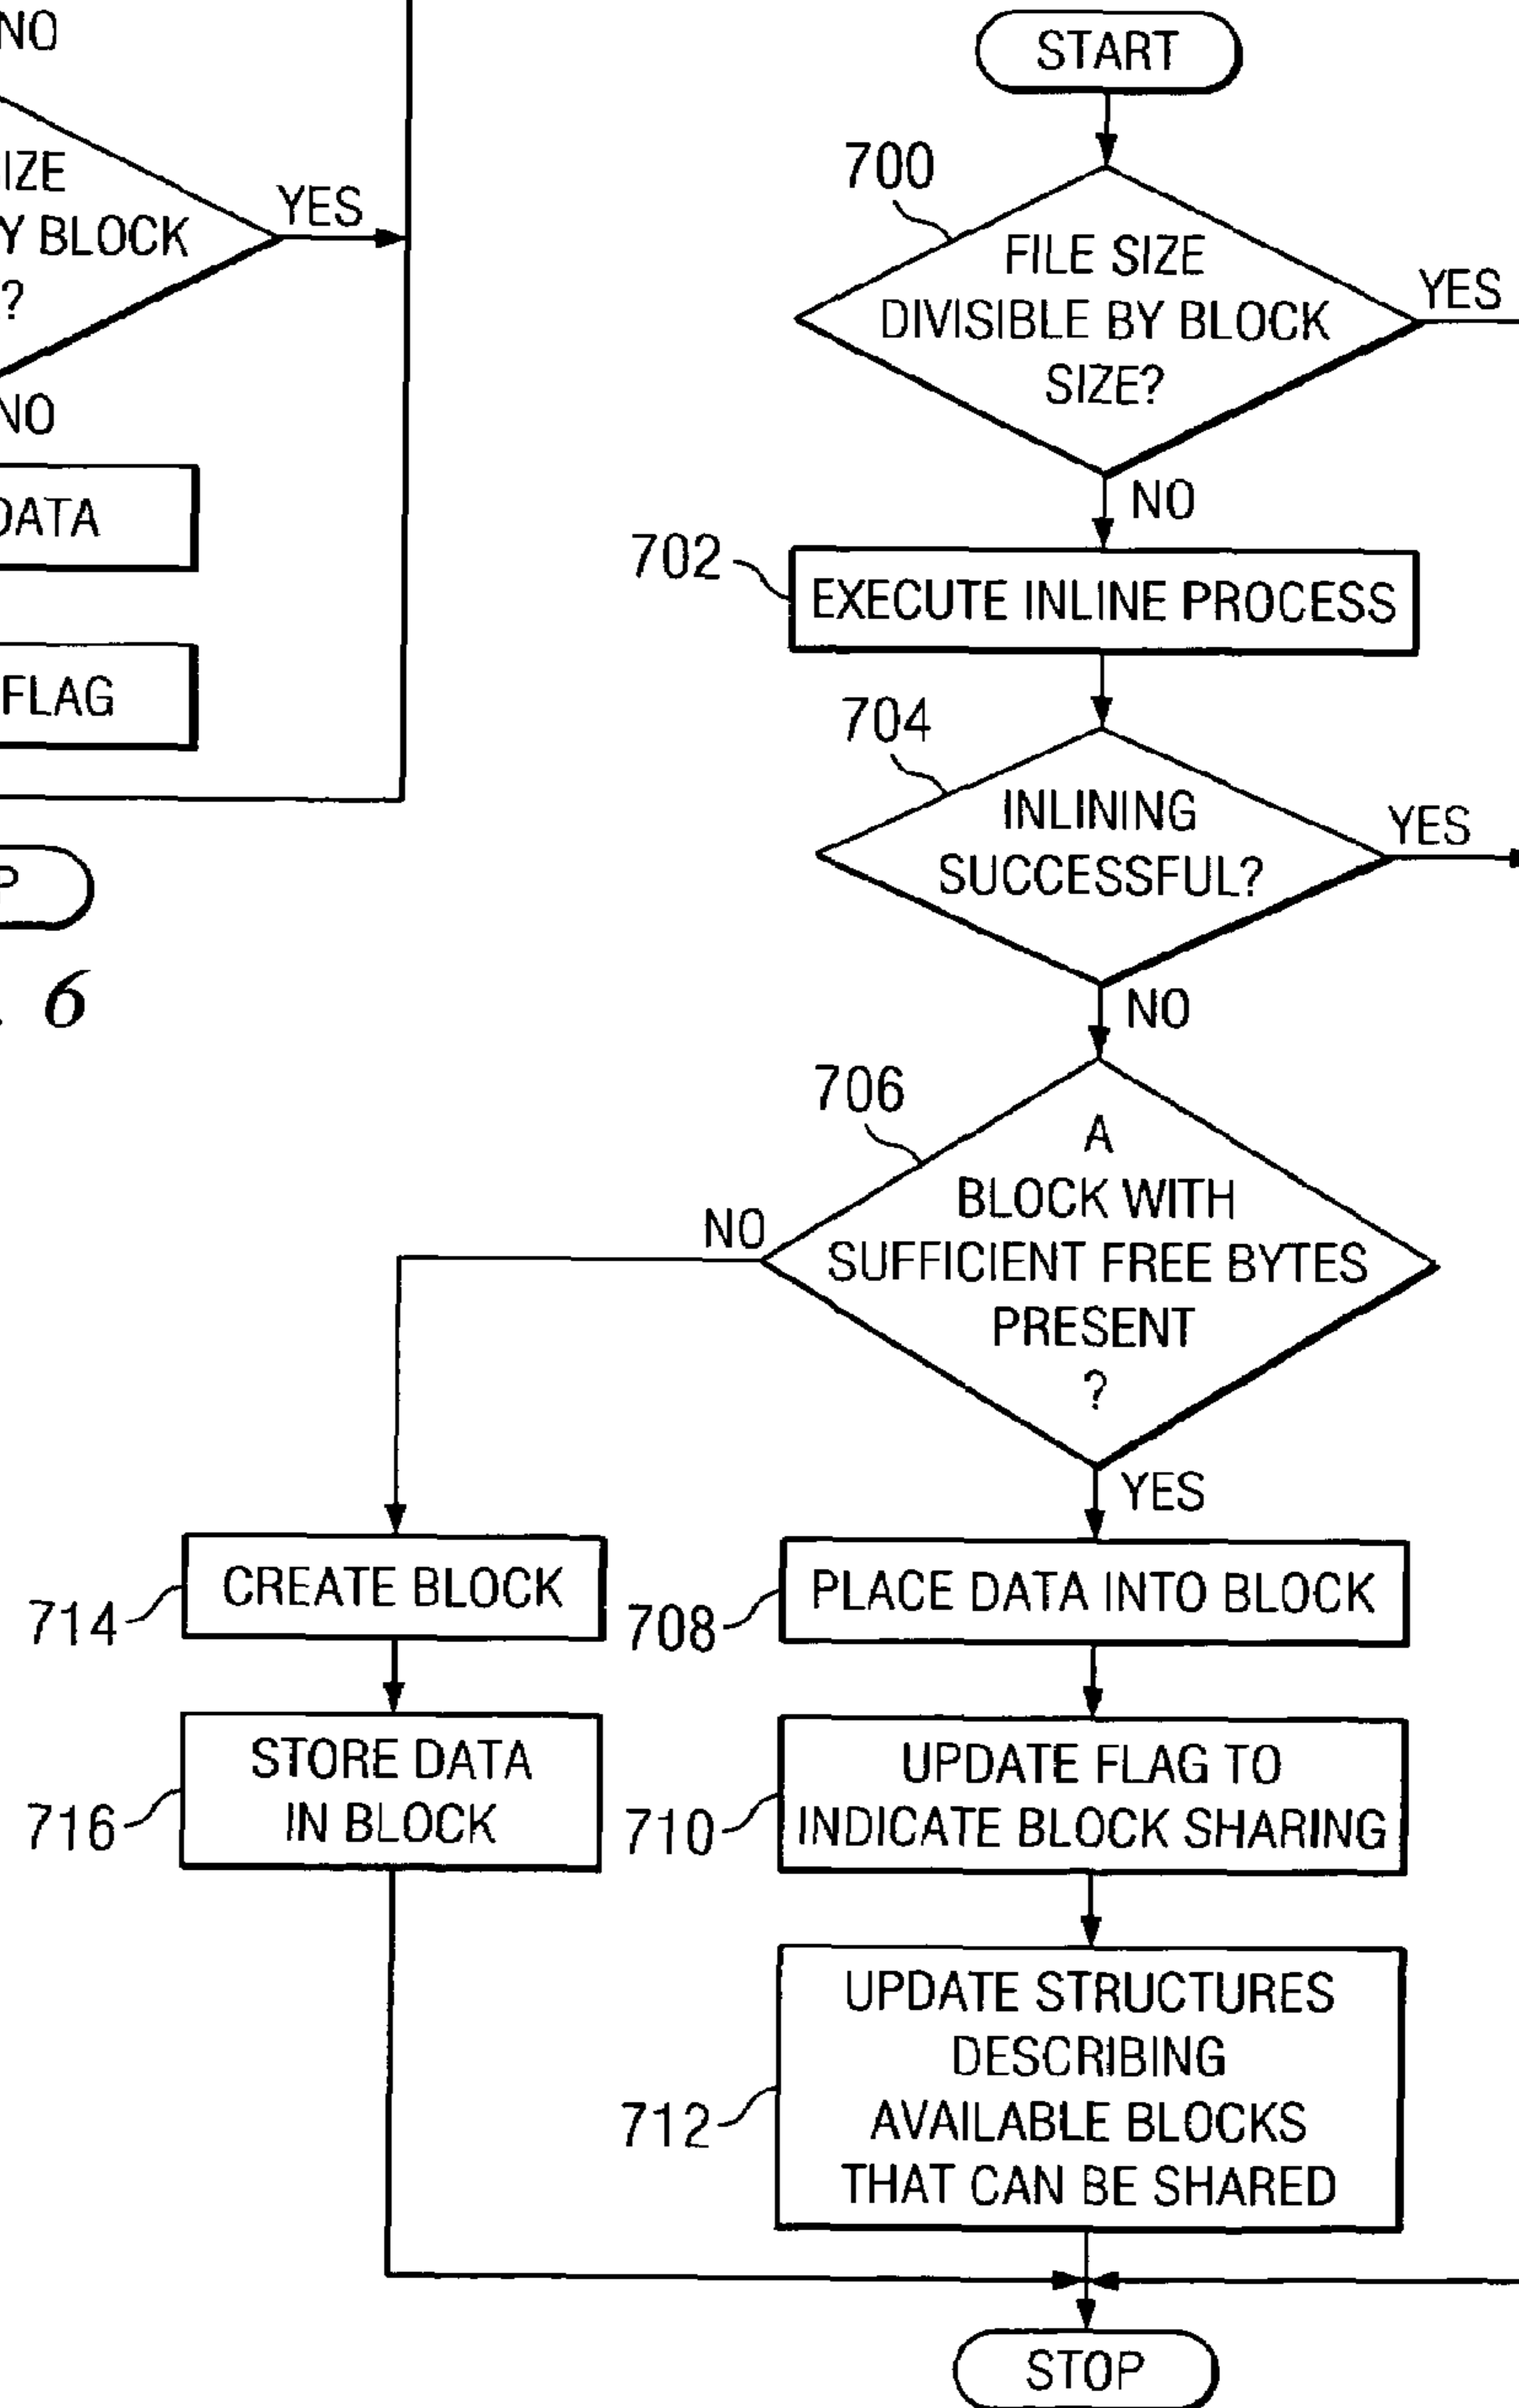 NO
IZE
Y BLOCK
?
YES
NO
DATA
FLAG
P
. 6
START
700
FILE SIZE
DIVISIBLE BY BLOCK
SIZE?
YES
NO
702
EXECUTE INLINE PROCESS
704
INLINING
SUCCESSFUL?
YES
NO
706
A
BLOCK WITH
SUFFICIENT FREE BYTES
PRESENT
?
NO
YES
714
CREATE BLOCK
708
PLACE DATA INTO BLOCK
716
STORE DATA
IN BLOCK
710
UPDATE FLAG TO
INDICATE BLOCK SHARING
712
UPDATE STRUCTURES
DESCRIBING
AVAILABLE BLOCKS
THAT CAN BE SHARED
STOP